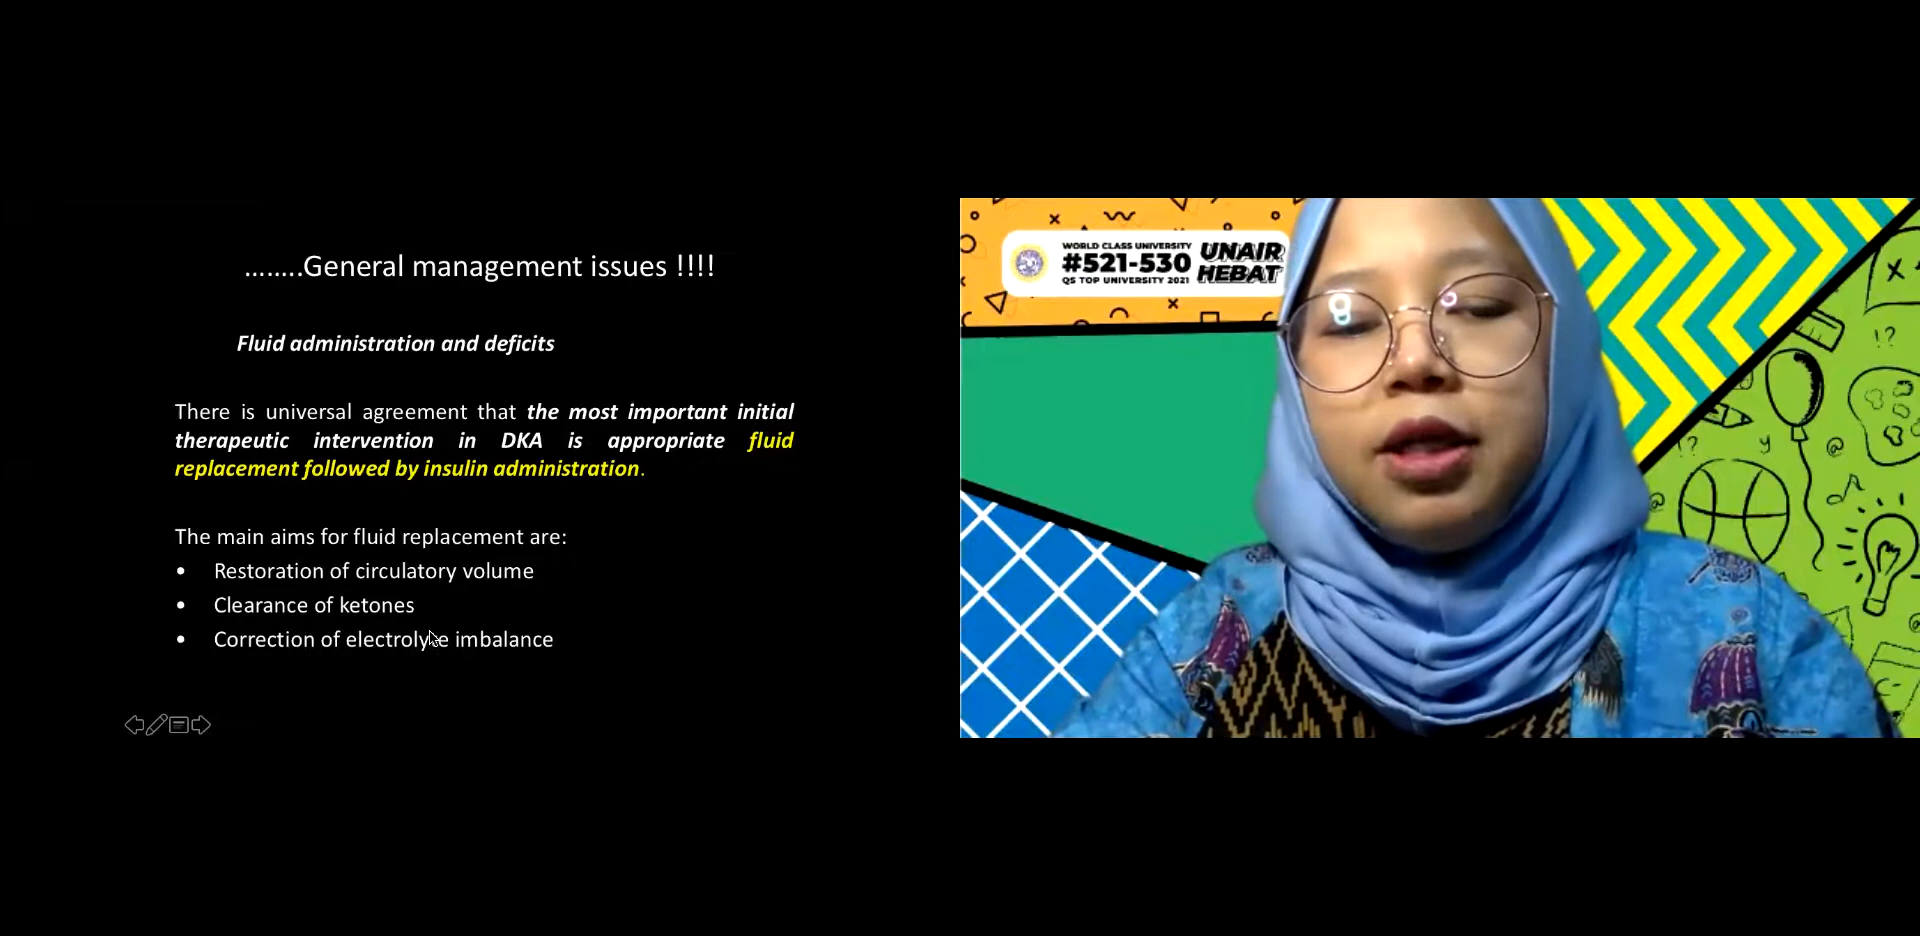 ........General management issues !!!!
Fluid administration and deficits
There is universal agreement that the most important initial
therapeutic intervention in DKA is appropriate fluid
replacement followed by insulin administration.
The main aims for fluid replacement are:
• Restoration of circulatory volume
• Clearance of ketones
• Correction of electrolyte imbalance
WORLD CLASS UNIVERSITY
#521-530
QS TOP UNIVERSITY 2021
UNAIR
HEBAT